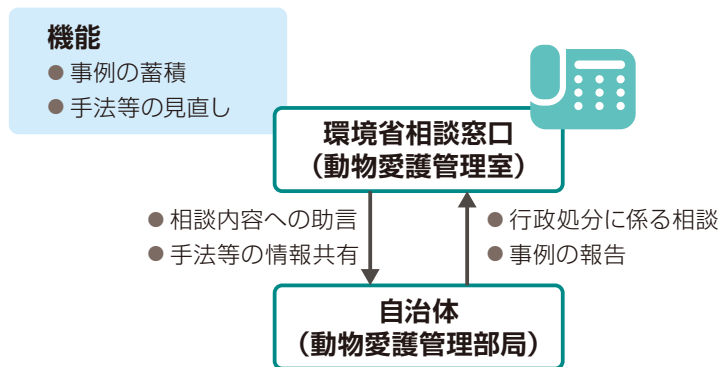 機能
● 事例の蓄積
● 手法等の見直し
環境省相談窓口
（動物愛護管理室）
● 相談内容への助言
● 手法等の情報共有
● 行政処分に係る相談
● 事例の報告
自治体
（動物愛護管理部局）